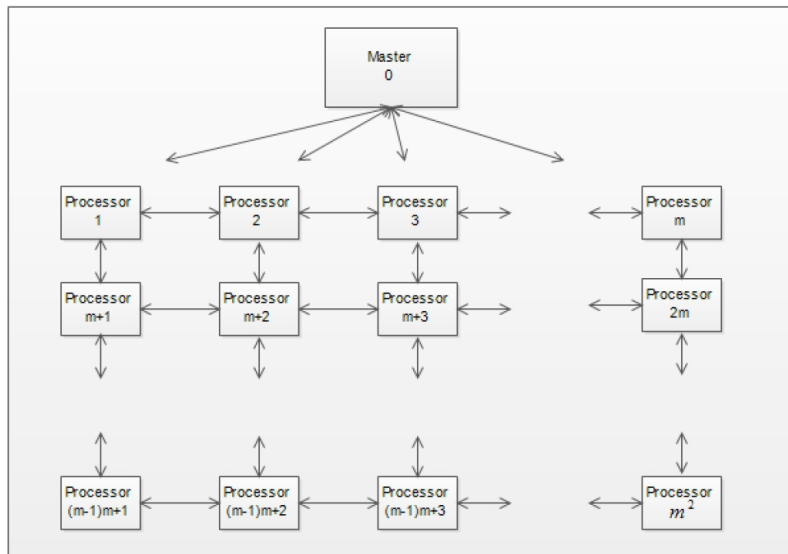 Master
0
Processor
1
Processor
2
Processor
3
Processor
m
Processor
m+1
Processor
m+2
Processor
m+3
Processor
2m
Processor
(m-1)m+1
Processor
(m-1)m+2
Processor
(m-1)m+3
Processor
m²